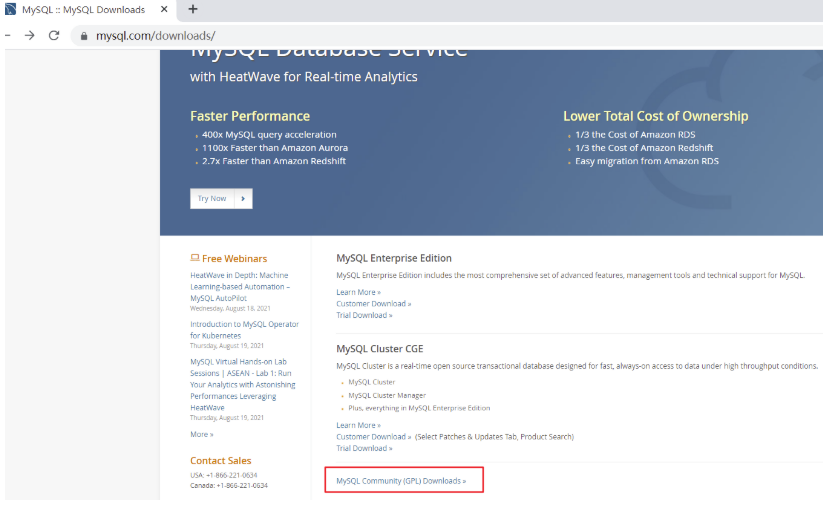 MySQL :: MySQL Downloads
mysql.com/downloads/
MySQL Database Service
with HeatWave for Real-time Analytics
Faster Performance
400x MySQL query acceleration
1100x Faster than Amazon Aurora
2.7x Faster than Amazon Redshift
Lower Total Cost of Ownership
1/3 the Cost of Amazon RDS
1/3 the Cost of Amazon Redshift
Easy migration from Amazon RDS
Try Now
Free Webinars
HeatWave in Depth: Machine
Learning-based Automation –
MySQL AutoPilot
Wednesday, August 18, 2021
Introduction to MySQL Operator
for Kubernetes
Thursday, August 19, 2021
MySQL Virtual Hands-on Lab
Sessions | ASEAN - Lab 1: Run
Your Analytics with Astonishing
Performances Leveraging
HeatWave
Thursday, August 19, 2021
More »
Contact Sales
USA: +1-866-221-0634
Canada: +1-866-221-0634
MySQL Enterprise Edition
MySQL Enterprise Edition includes the most comprehensive set of advanced features, management tools and technical support for MySQL.
Learn More »
Customer Download »
Trial Download »
MySQL Cluster CGE
MySQL Cluster is a real-time open source transactional database designed for fast, always-on access to data under high throughput conditions.
MySQL Cluster
MySQL Cluster Manager
Plus, everything in MySQL Enterprise Edition
Learn More »
Customer Download » (Select Patches & Updates Tab, Product Search)
Trial Download »
MySQL Community (GPL) Downloads »